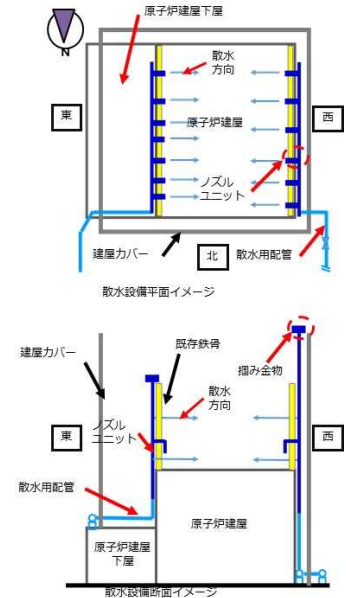 原子炉建屋下屋
N
散水
方向
東
原子炉建屋
西
ノズル
ユニット
建屋カバー
北
散水用配管
散水設備平面イメージ
掴み金物
建屋カバー
既存鉄骨
散水
方向
東
ノズル
ユニット
西
散水用配管
原子炉建屋
原子炉建屋
下屋
散水設備断面イメージ